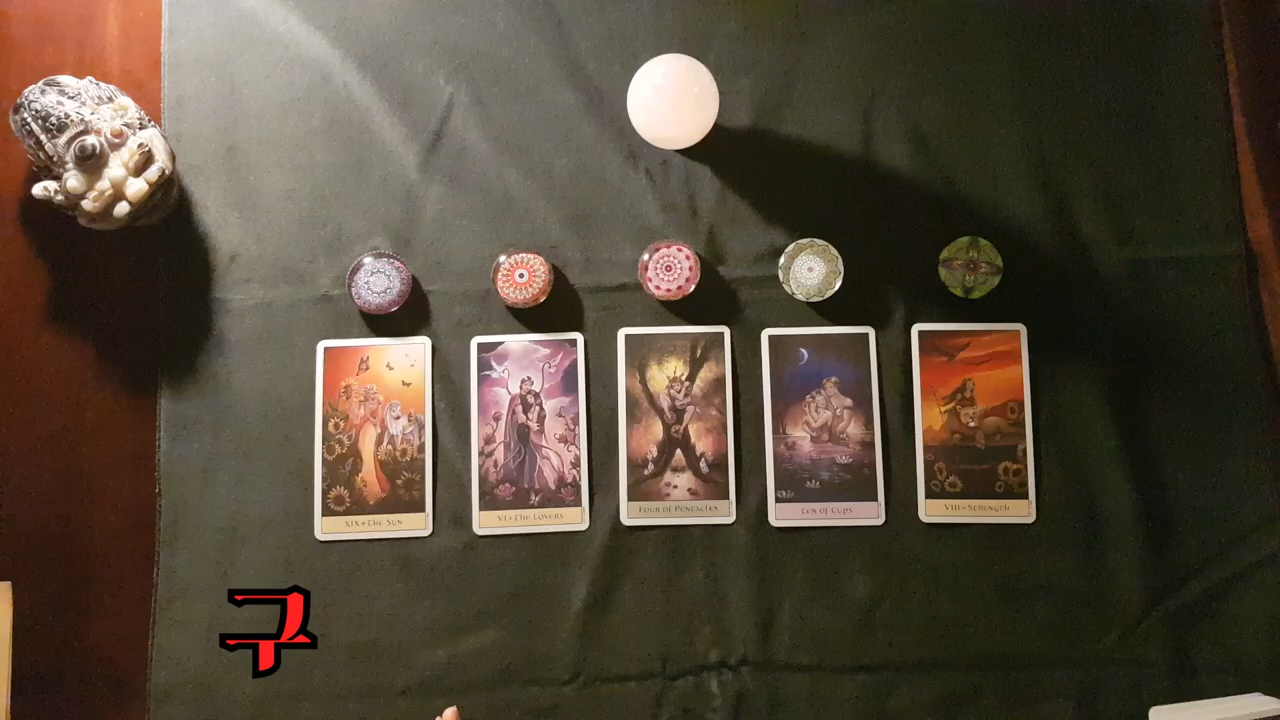 XIX • The Sun
VI • The Lovers
Four of Pentacles
Ten of Cups
VIII • Strength
구